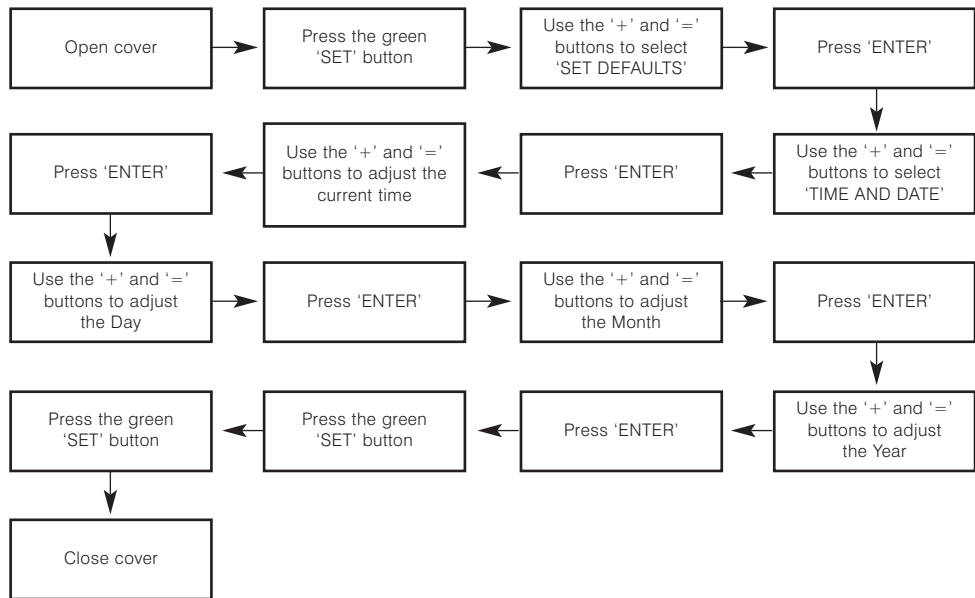 Open cover
Press the green
‘SET’ button
Use the ‘+’ and ‘=’
buttons to select
‘SET DEFAULTS’
Press ‘ENTER’
Use the ‘+’ and ‘=’
buttons to select
‘TIME AND DATE’
Press ‘ENTER’
Use the ‘+’ and ‘=’
buttons to adjust the
current time
Press ‘ENTER’
Use the ‘+’ and ‘=’
buttons to adjust
the Day
Press ‘ENTER’
Use the ‘+’ and ‘=’
buttons to adjust
the Month
Press ‘ENTER’
Use the ‘+’ and ‘=’
buttons to adjust
the Year
Press ‘ENTER’
Press the green
‘SET’ button
Press the green
‘SET’ button
Close cover